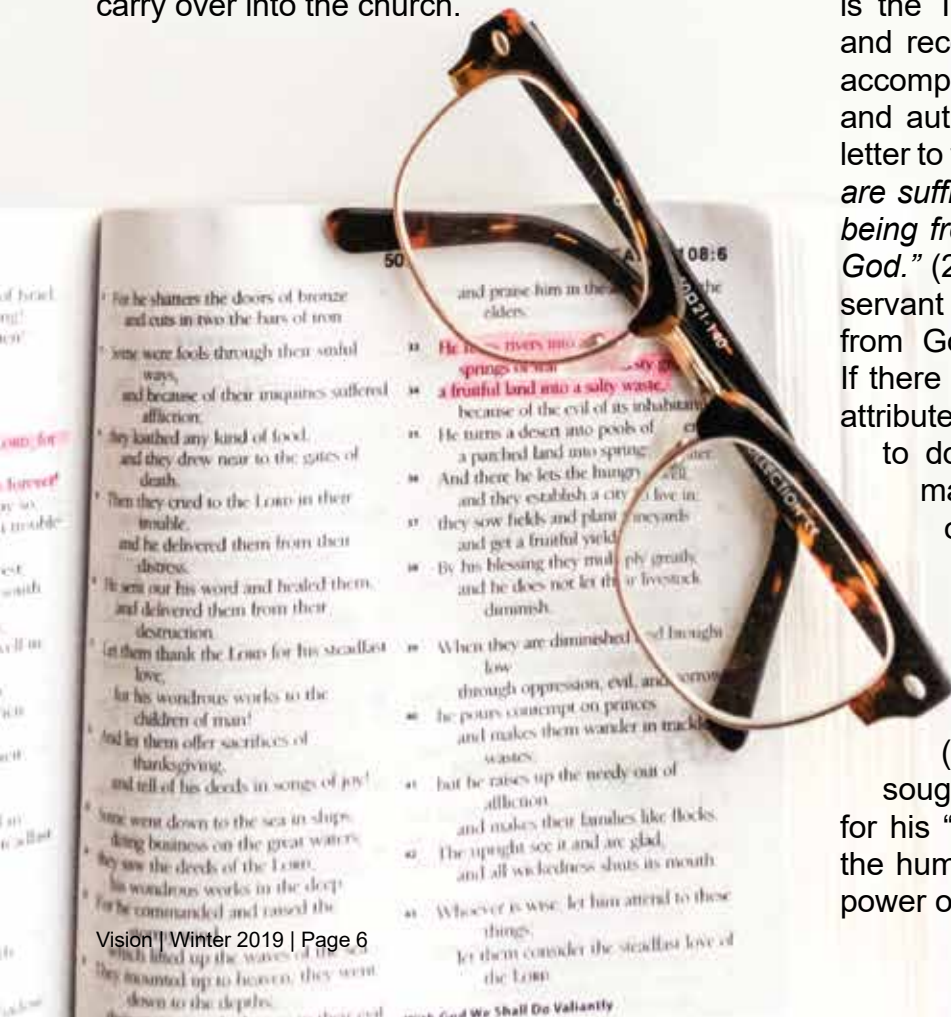 carry over into the church.
of Israel,
forever!
trouble
south,
For he shatters the doors of bronze
and cuts in two the bars of iron
Some were fools through their sinful
ways,
and because of their iniquities suffered
affliction;
they loathed any kind of food,
and they drew near to the gates of
death.
Then they cried to the LORD in their
trouble,
and he delivered them from their
distress.
He sent out his word and healed them,
and delivered them from their
destruction
Let them thank the LORD for his steadfast
love,
for his wondrous works to the
children of man!
And let them offer sacrifices of
thanksgiving,
and tell of his deeds in songs of joy!
Some went down to the sea in ships,
doing business on the great waters;
they saw the deeds of the LORD,
his wondrous works in the deep
For he commanded and raised the
which lifted up the waves of the sea
They mounted up to heaven; they went
down to the depths;
50
108:6
and praise him in the
the
elders.
33 He rivers into a
springs of
34 a fruitful land into a salty waste,
because of the evil of its inhabitants
35 He turns a desert into pools of
a parched land into springs water.
36 And there he lets the hungry
and they establish a city to live in;
37 they sow fields and plant vineyards
and get a fruitful yield
38 By his blessing they multiply greatly,
and he does not let their livestock
diminish.
39 When they are diminished and brought
low
through oppression, evil, and sorrow,
40 he pours contempt on princes
and makes them wander in trackless
wastes;
41 but he raises up the needy out of
affliction
and makes their families like flocks.
42 The upright see it and are glad,
and all wickedness shuts its mouth
43 Whoever is wise, let him attend to these
things;
let them consider the steadfast love of
the LORD.
With God We Shall Do Valiantly
Vision | Winter 2019 | Page 6
is the
and rec
accomp
and aut
letter to
are suff
being fr
God.” (2
servant
from Go
If there
attribute
to do
ma
(
soug
for his “
the hum
power o